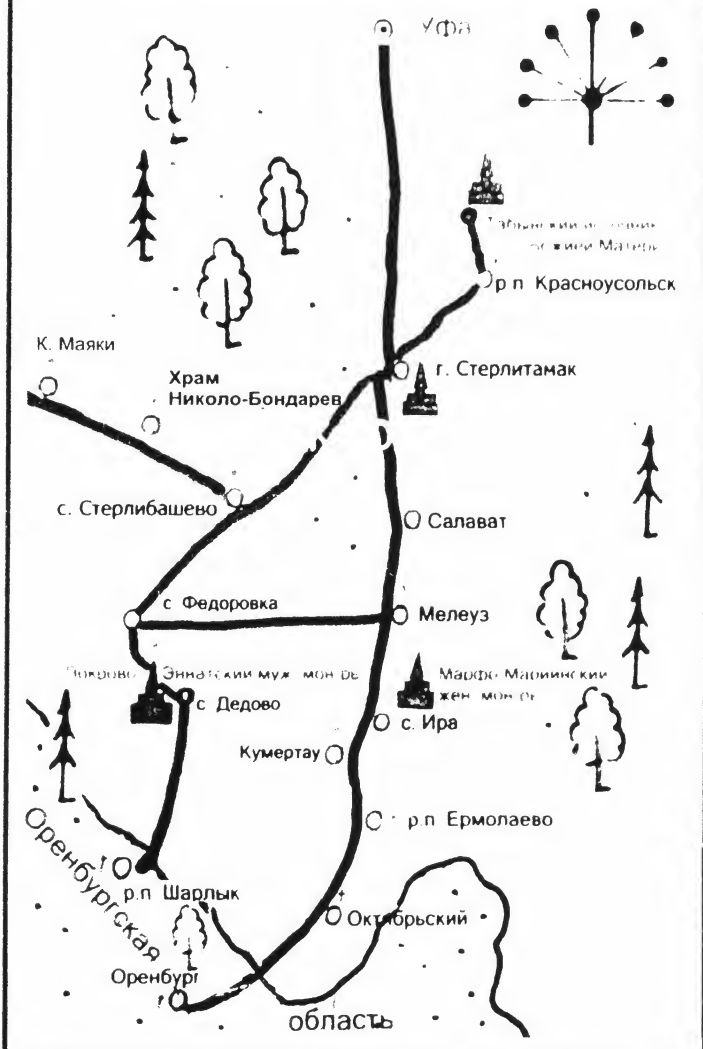 Уфа
р.п Красноусольск
г. Стерлитамак
К. Маяки
Храм
Николо-Бондарев
с. Стерлибашево
Салават
с Федоровка
Мелеуз
Эннатский муж мон рь
Марфо Мариинский
жен мон рь
с Дедово
с. Ира
Кумертау
р.п Ермолаево
Оренбургская
р.п Шарлык
Октябрьский
Оренбург
область